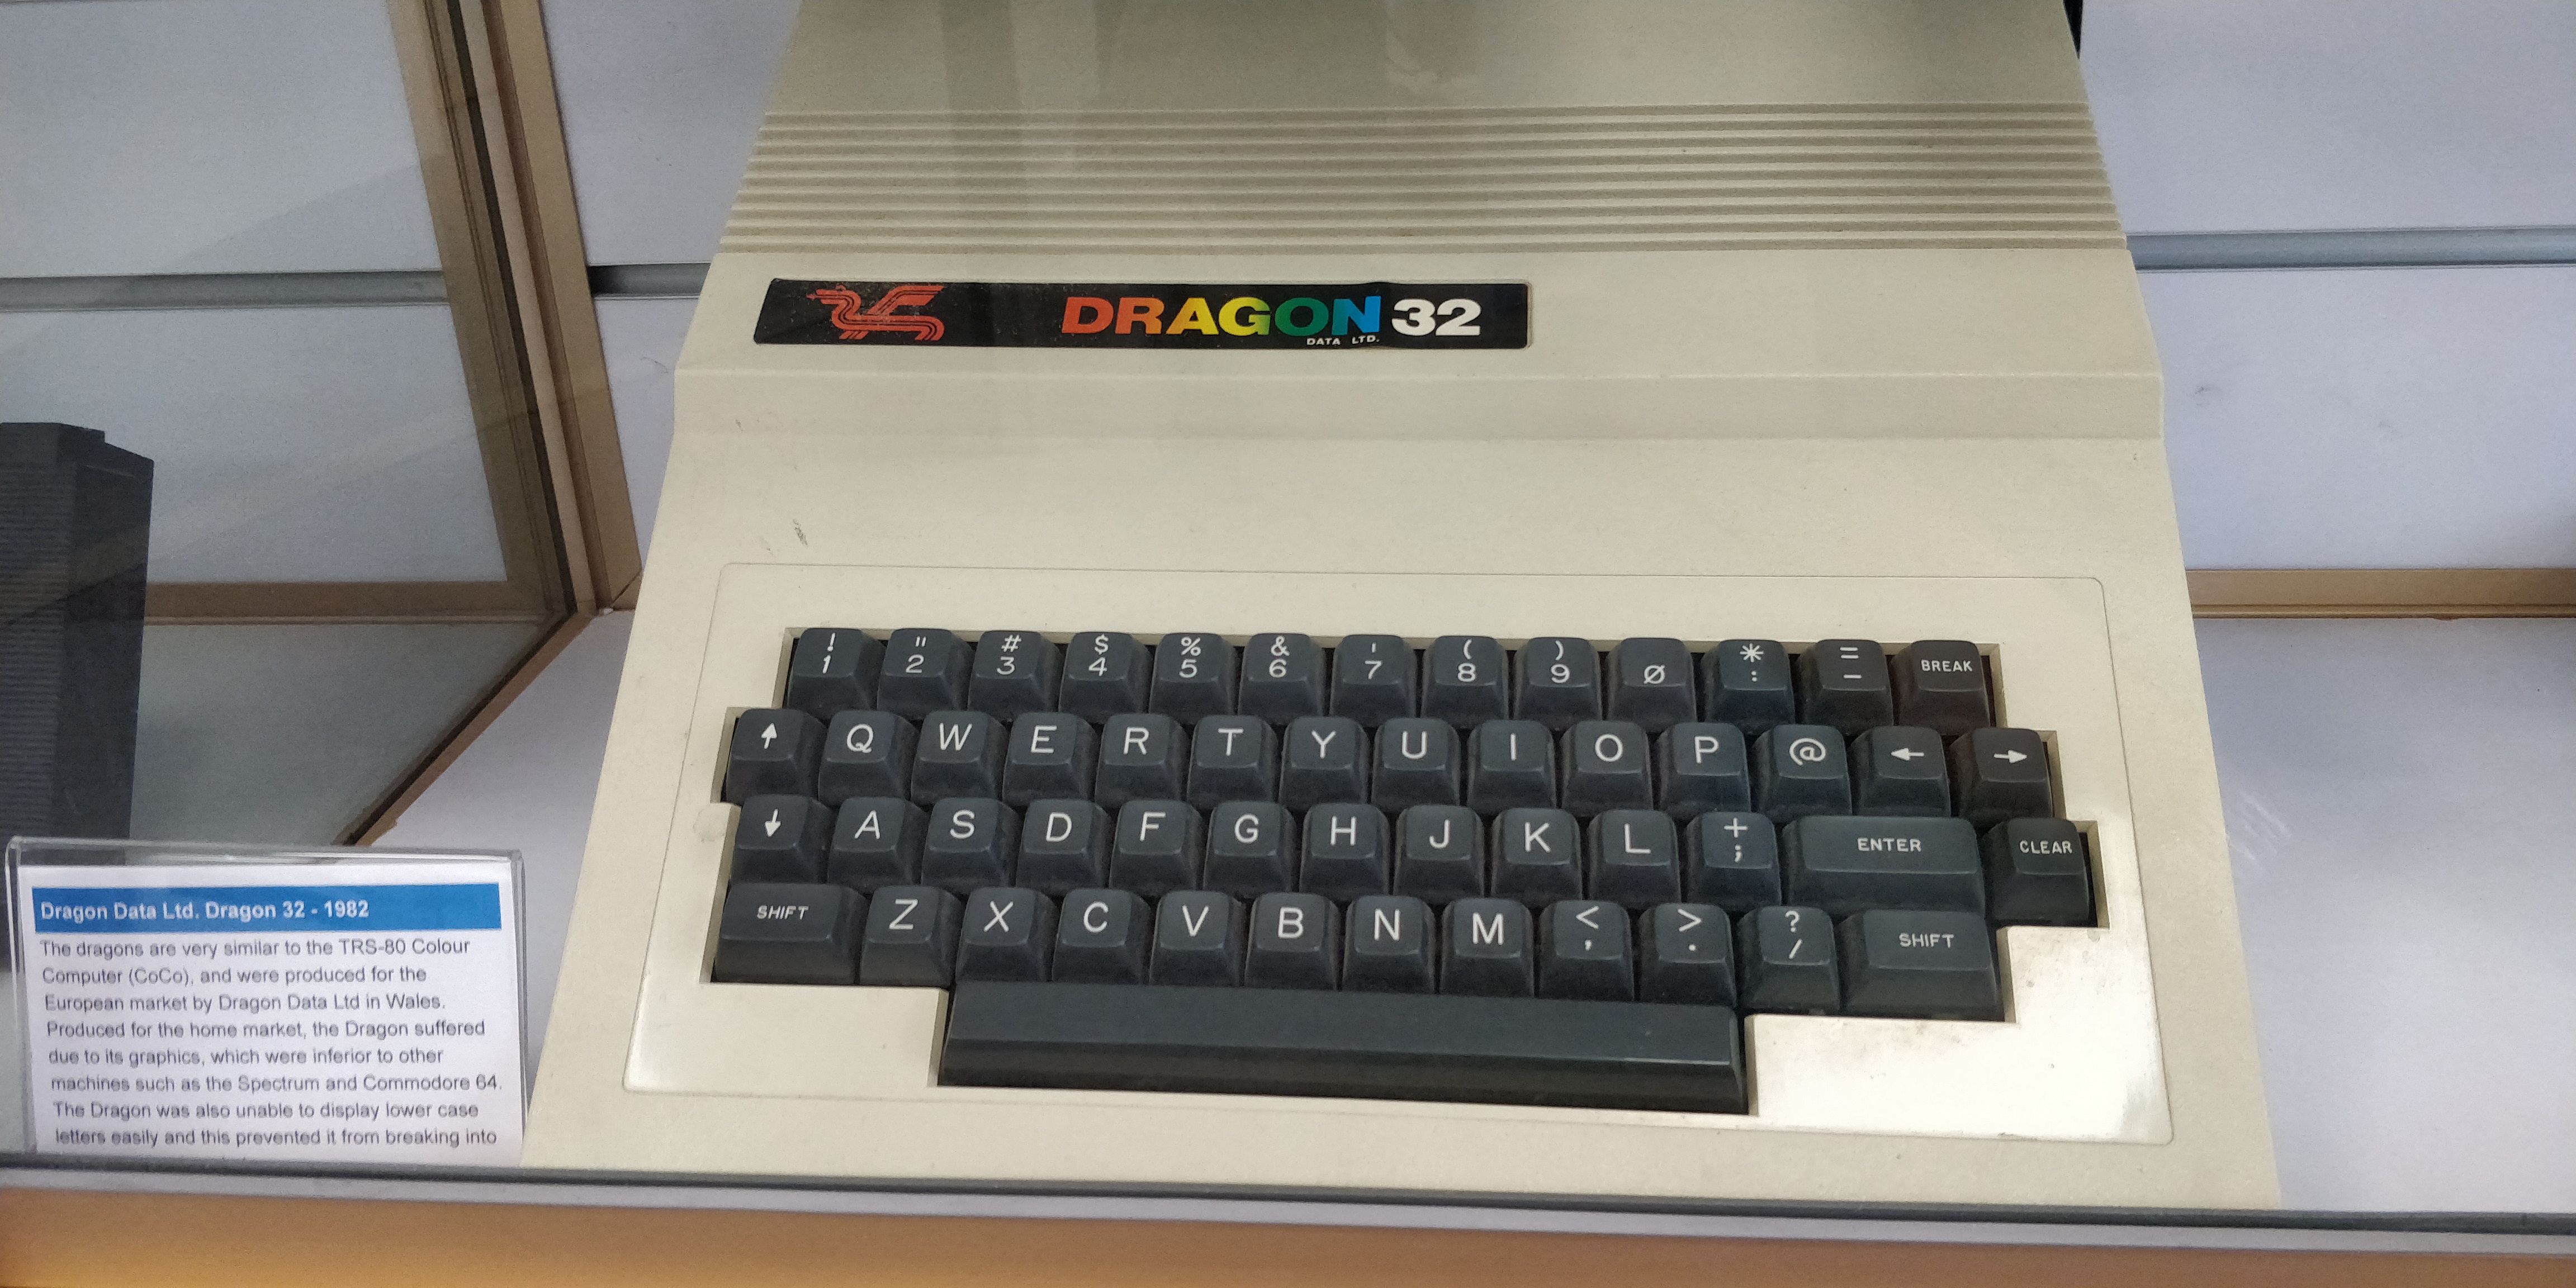 DRAGON 32
DATA LTD.
! " # $ % & ' ( ) * =
1 2 3 4 5 6 7 8 9 Ø : - BREAK
↑ Q W E R T Y U I O P @ ← →
↓ A S D F G H J K L + ; ENTER CLEAR
SHIFT Z X C V B N M < , > . ? / SHIFT
Dragon Data Ltd. Dragon 32 - 1982
The dragons are very similar to the TRS-80 Colour
Computer (CoCo), and were produced for the
European market by Dragon Data Ltd in Wales.
Produced for the home market, the Dragon suffered
due to its graphics, which were inferior to other
machines such as the Spectrum and Commodore 64.
The Dragon was also unable to display lower case
letters easily and this prevented it from breaking into